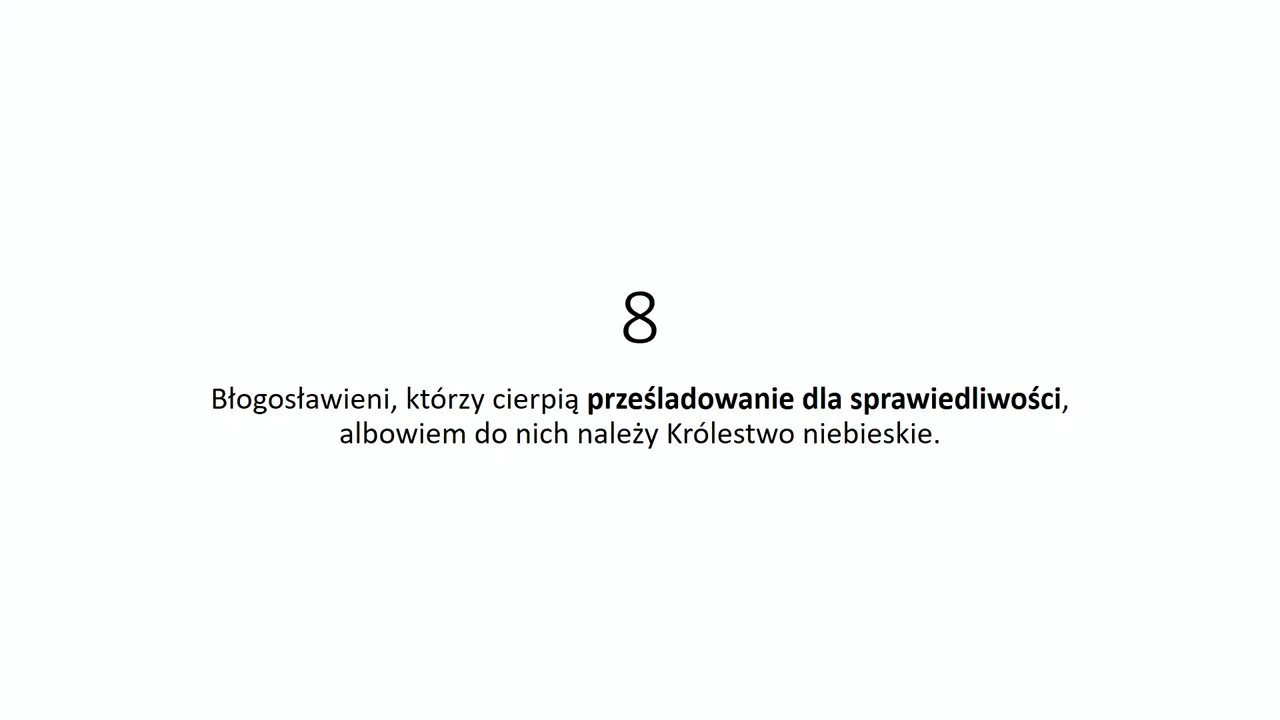 8
Błogosławieni, którzy cierpią prześladowanie dla sprawiedliwości,
albowiem do nich należy Królestwo niebieskie.